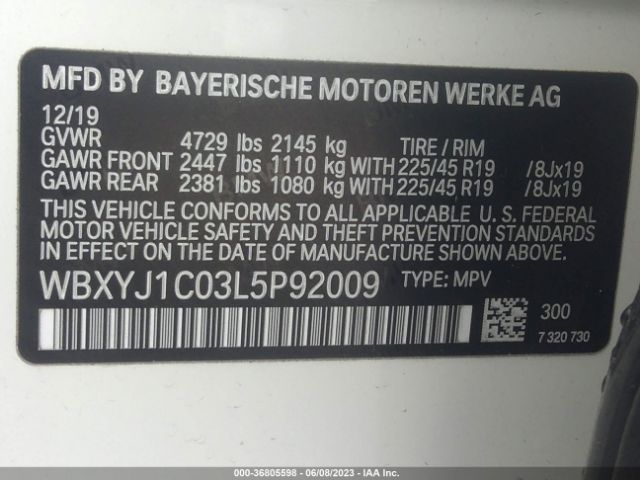 MFD BY BAYERISCHE MOTOREN WERKE AG
12/19
GVWR 4729 lbs 2145 kg TIRE / RIM
GAWR FRONT 2447 lbs 1110 kg WITH 225/45 R19 /8Jx19
GAWR REAR 2381 lbs 1080 kg WITH 225/45 R19 /8Jx19
THIS VEHICLE CONFORMS TO ALL APPLICABLE U. S. FEDERAL
MOTOR VEHICLE SAFETY AND THEFT PREVENTION STANDARDS
IN EFFECT ON THE DATE OF MANUFACTURE SHOWN ABOVE.
WBXYJ1C03L5P92009 TYPE: MPV
300
7 320 730
000-36805598 - 06/08/2023 - COPYRIGHT IAA, LLC.